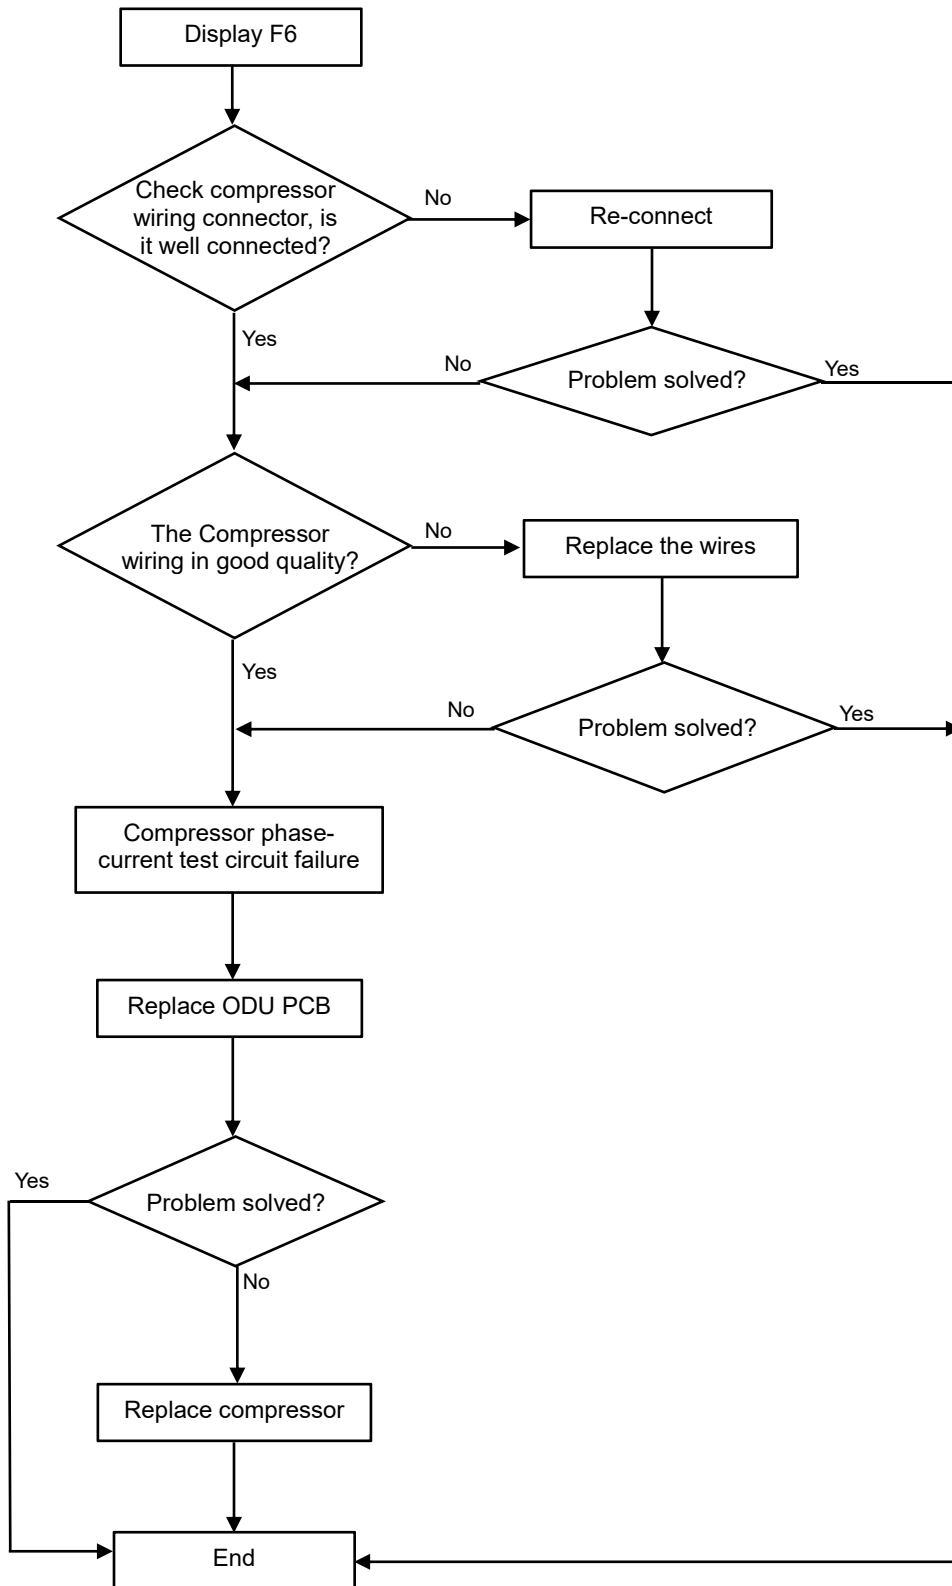 Display F6
Check compressor
wiring connector, is
it well connected?
No
Re-connect
Yes
No
Problem solved?
Yes
The Compressor
wiring in good quality?
No
Replace the wires
Yes
No
Problem solved?
Yes
Compressor phase-
current test circuit failure
Replace ODU PCB
Yes
Problem solved?
No
Replace compressor
End